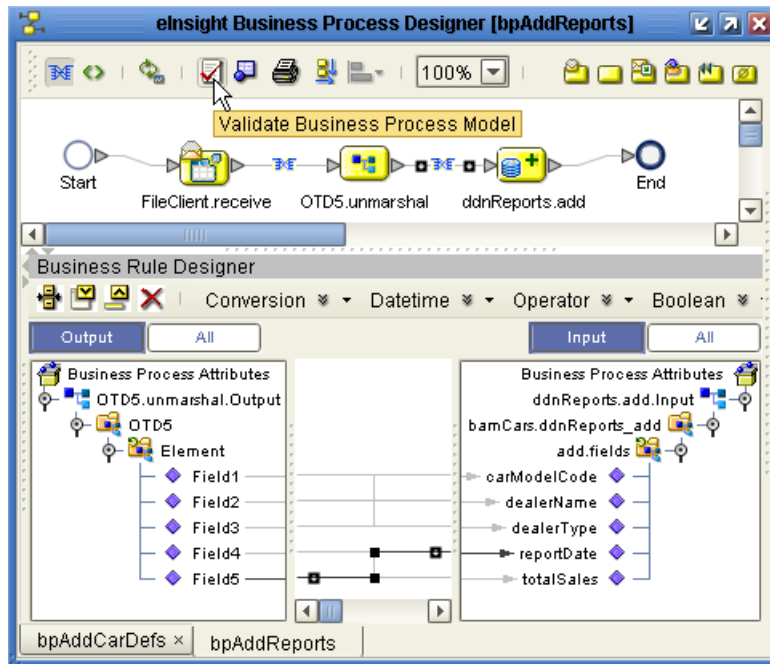 eInsight Business Process Designer [bpAddReports]
100%
Validate Business Process Model
Start
FileClient.receive
OTD5.unmarshal
ddnReports.add
End
Business Rule Designer
Conversion Datetime Operator Boolean
Output All Input All
Business Process Attributes
OTD5.unmarshal.Output
OTD5
Element
Field1
Field2
Field3
Field4
Field5
Business Process Attributes
ddnReports.add.Input
bamCars.ddnReports_add
add.fields
carModelCode
dealerName
dealerType
reportDate
totalSales
bpAddCarDefs × bpAddReports